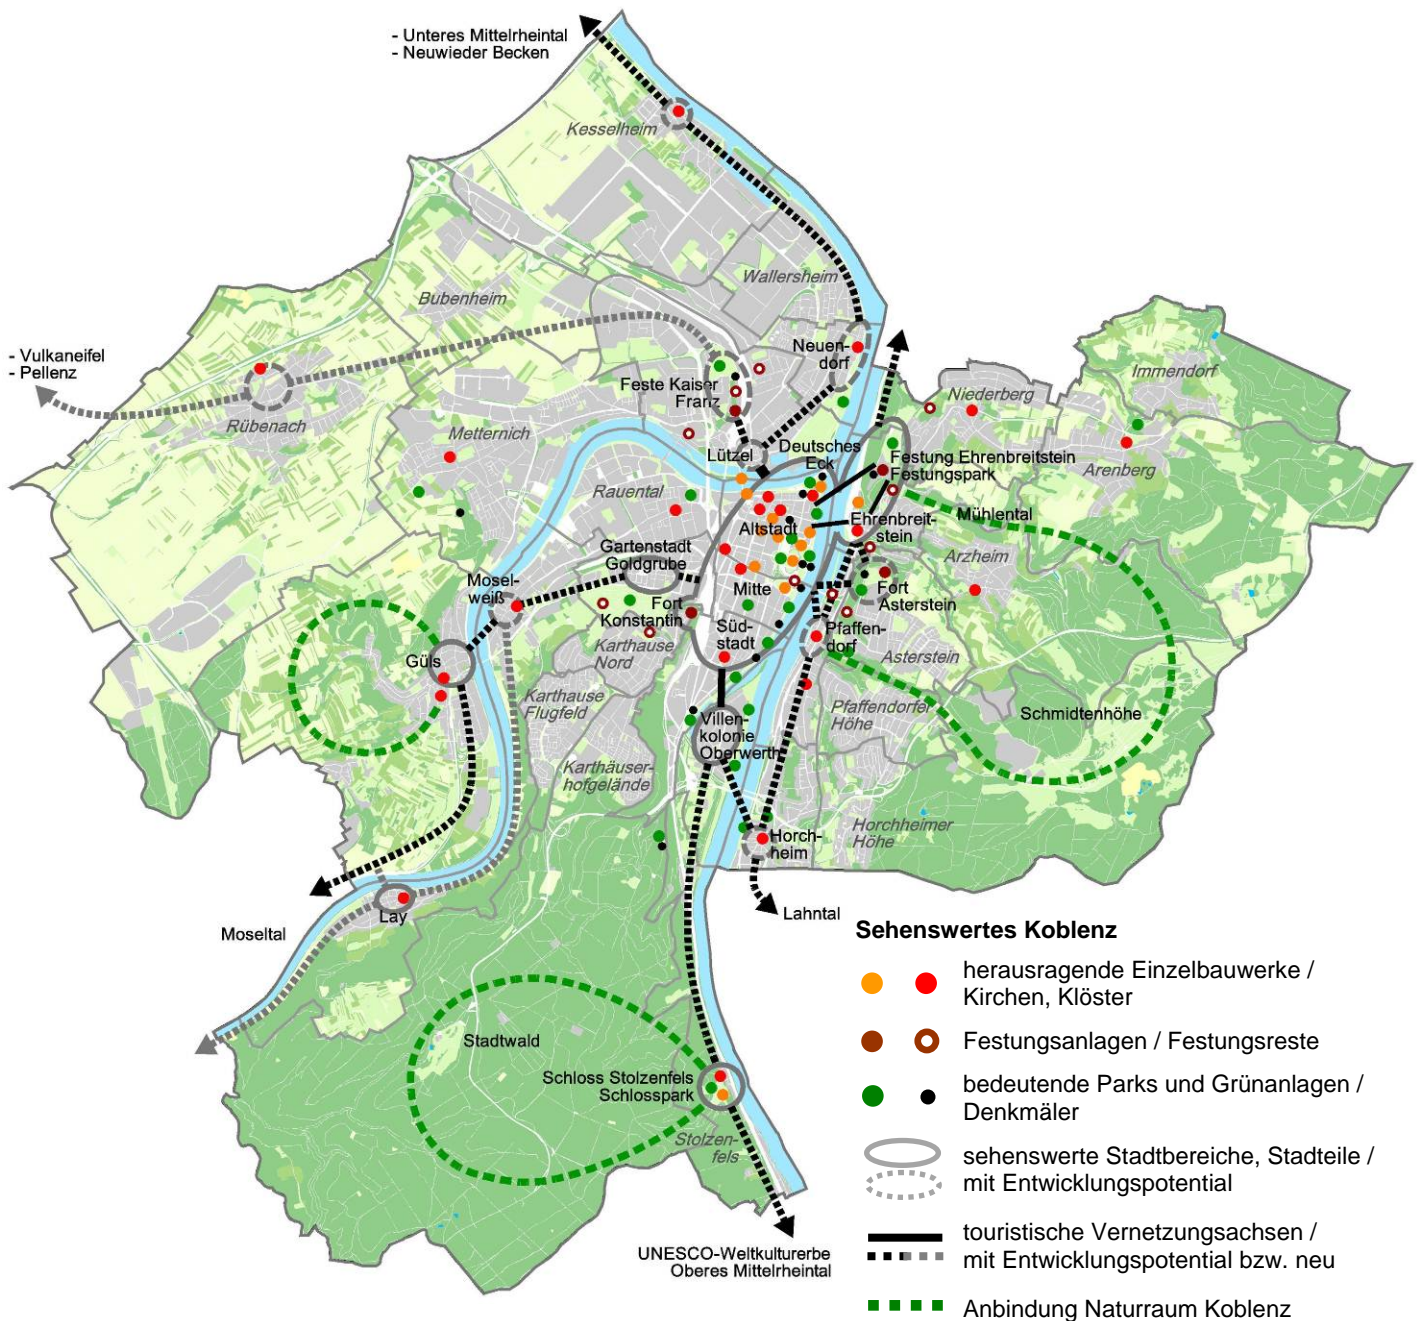 - Unteres Mittelrheintal
- Neuwieder Becken
Kesselheim
Wallersheim
Bubenheim
- Vulkaneifel
- Pellenz
Neuen-
dorf
Immendorf
Feste Kaiser
Franz
Niederberg
Rübenach
Metternich
Lützel
Deutsches
Eck
Festung Ehrenbreitstein
Festungspark
Arenberg
Rauental
Altstadt
Ehrenbreit-
stein
Mühlental
Gartenstadt
Goldgrube
Arzheim
Mosel-
weiß
Mitte
Fort
Konstantin
Fort
Asterstein
Süd-
stadt
Pfaffen-
dorf
Karthause
Nord
Asterstein
Güls
Karthause
Flugfeld
Villen-
kolonie
Oberwerth
Pfaffendorfer
Höhe
Schmidtenhöhe
Karthäuser-
hofgelände
Horch-
heim
Horchheimer
Höhe
Lay
Lahntal
Moseltal
Stadtwald
Schloss Stolzenfels
Schlosspark
Stolzen-
fels
UNESCO-Weltkulturerbe
Oberes Mittelrheintal
Sehenswertes Koblenz
herausragende Einzelbauwerke /
Kirchen, Klöster
Festungsanlagen / Festungsreste
bedeutende Parks und Grünanlagen /
Denkmäler
sehenswerte Stadtbereiche, Stadteile /
mit Entwicklungspotential
touristische Vernetzungsachsen /
mit Entwicklungspotential bzw. neu
Anbindung Naturraum Koblenz